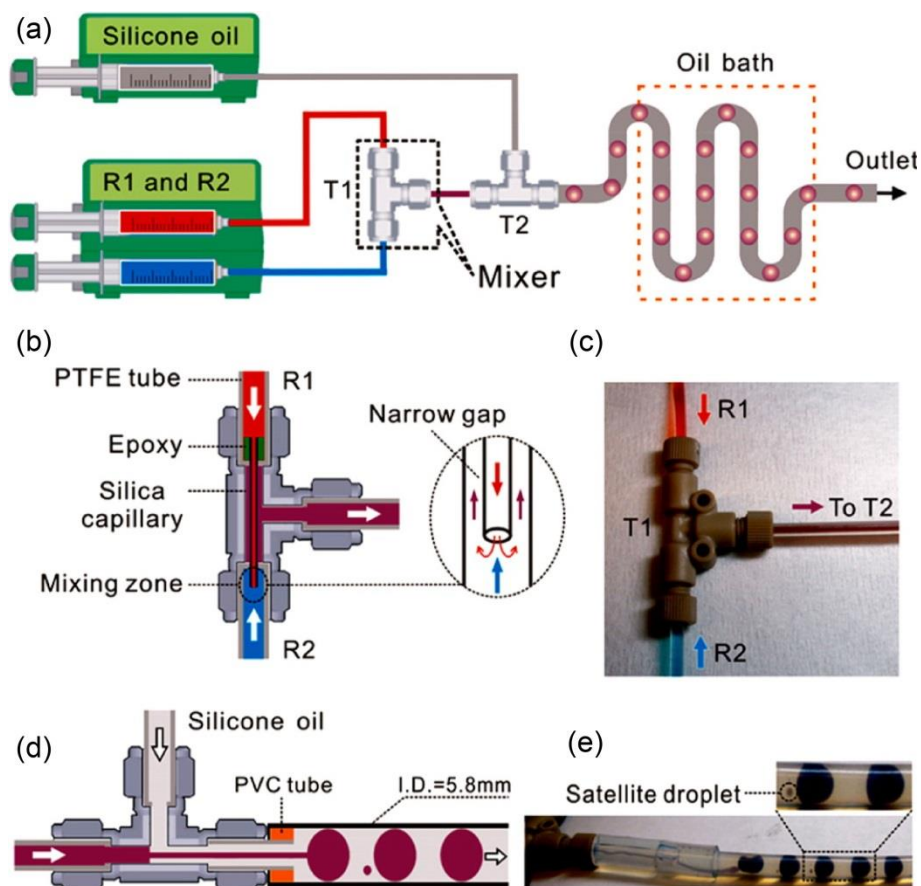 (a)
Silicone oil
Oil bath
R1 and R2
T1
T2
Outlet
Mixer
(b)
PTFE tube
R1
Epoxy
Narrow gap
Silica
capillary
Mixing zone
R2
(c)
R1
T1
To T2
R2
(d)
Silicone oil
PVC tube
I.D.=5.8mm
(e)
Satellite droplet